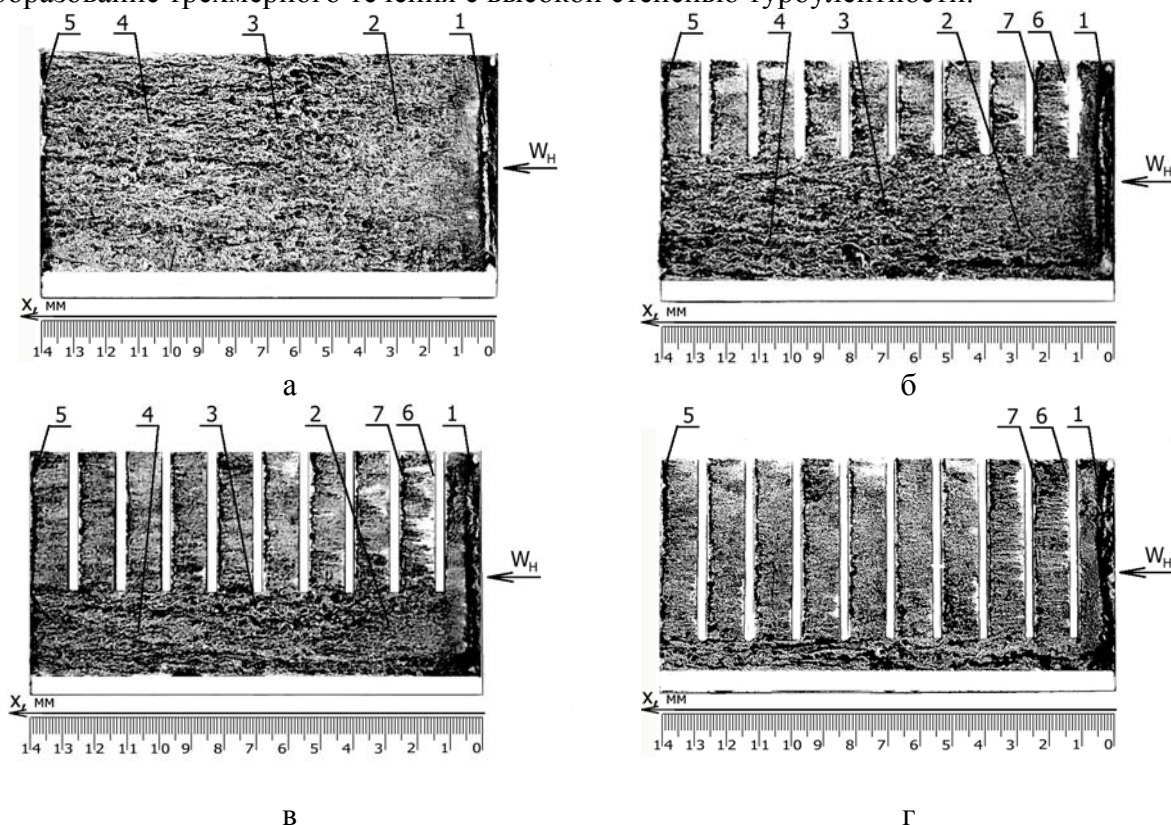 образование трехмерного течения с высокой степенью турбулентности.
5 4 3 2 1
W_H
X, мм
14 13 12 11 10 9 8 7 6 5 4 3 2 1 0
а
5 4 3 2 7 6 1
W_H
X, мм
14 13 12 11 10 9 8 7 6 5 4 3 2 1 0
б
5 4 3 2 7 6 1
W_H
X, мм
14 13 12 11 10 9 8 7 6 5 4 3 2 1 0
в
5 7 6 1
W_H
X, мм
14 13 12 11 10 9 8 7 6 5 4 3 2 1 0
г